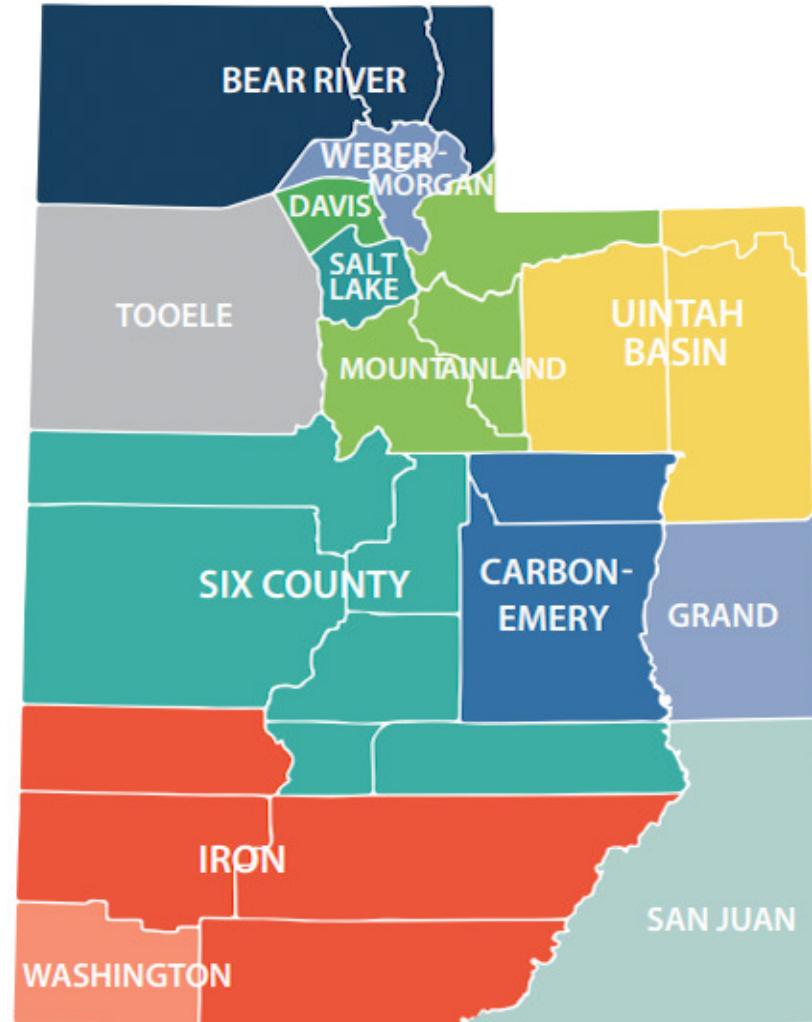 BEAR RIVER
WEBER-
MORGAN
DAVIS
SALT
LAKE
TOOELE
UINTAH
BASIN
MOUNTAINLAND
SIX COUNTY
CARBON-
EMERY
GRAND
IRON
SAN JUAN
WASHINGTON